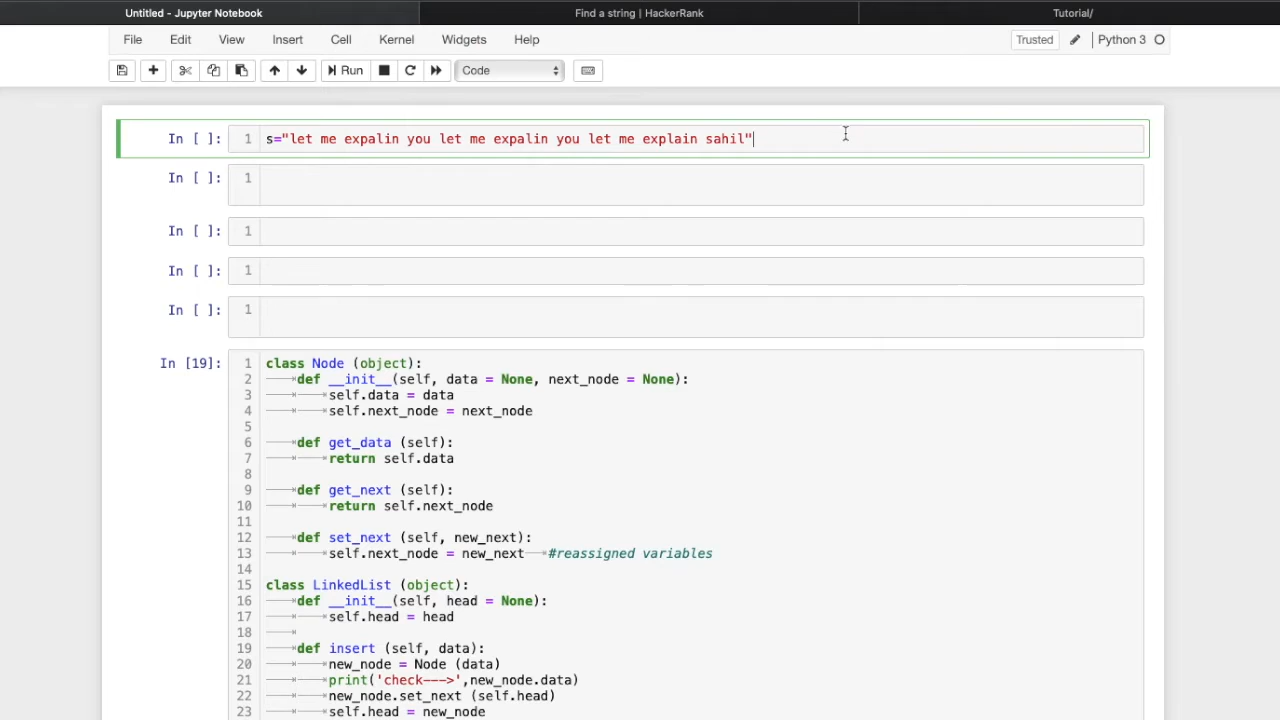 Untitled - Jupyter Notebook Find a string | HackerRank Tutorial/
File Edit View Insert Cell Kernel Widgets Help Trusted Python 3
Run Code
In [ ]: 1 s="let me expalin you let me expalin you let me explain sahil"
In [ ]: 1
In [ ]: 1
In [ ]: 1
In [ ]: 1
In [19]: 1 class Node (object):
2 def __init__(self, data = None, next_node = None):
3 self.data = data
4 self.next_node = next_node
5
6 def get_data (self):
7 return self.data
8
9 def get_next (self):
10 return self.next_node
11
12 def set_next (self, new_next):
13 self.next_node = new_next #reassigned variables
14
15 class LinkedList (object):
16 def __init__(self, head = None):
17 self.head = head
18
19 def insert (self, data):
20 new_node = Node (data)
21 print('check--->',new_node.data)
22 new_node.set_next (self.head)
23 self.head = new_node